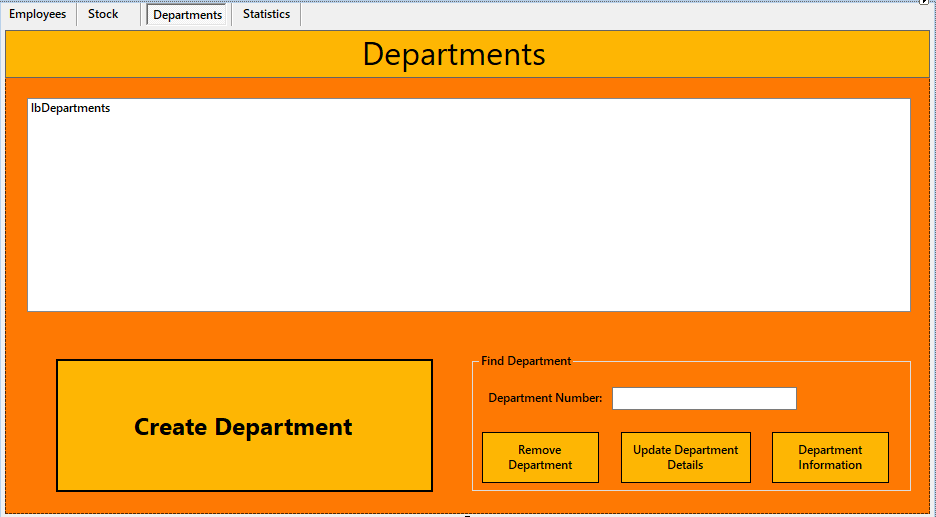 Employees Stock Departments Statistics
Departments
lbDepartments
Create Department
Find Department
Department Number:
Remove
Department
Update Department
Details
Department
Information